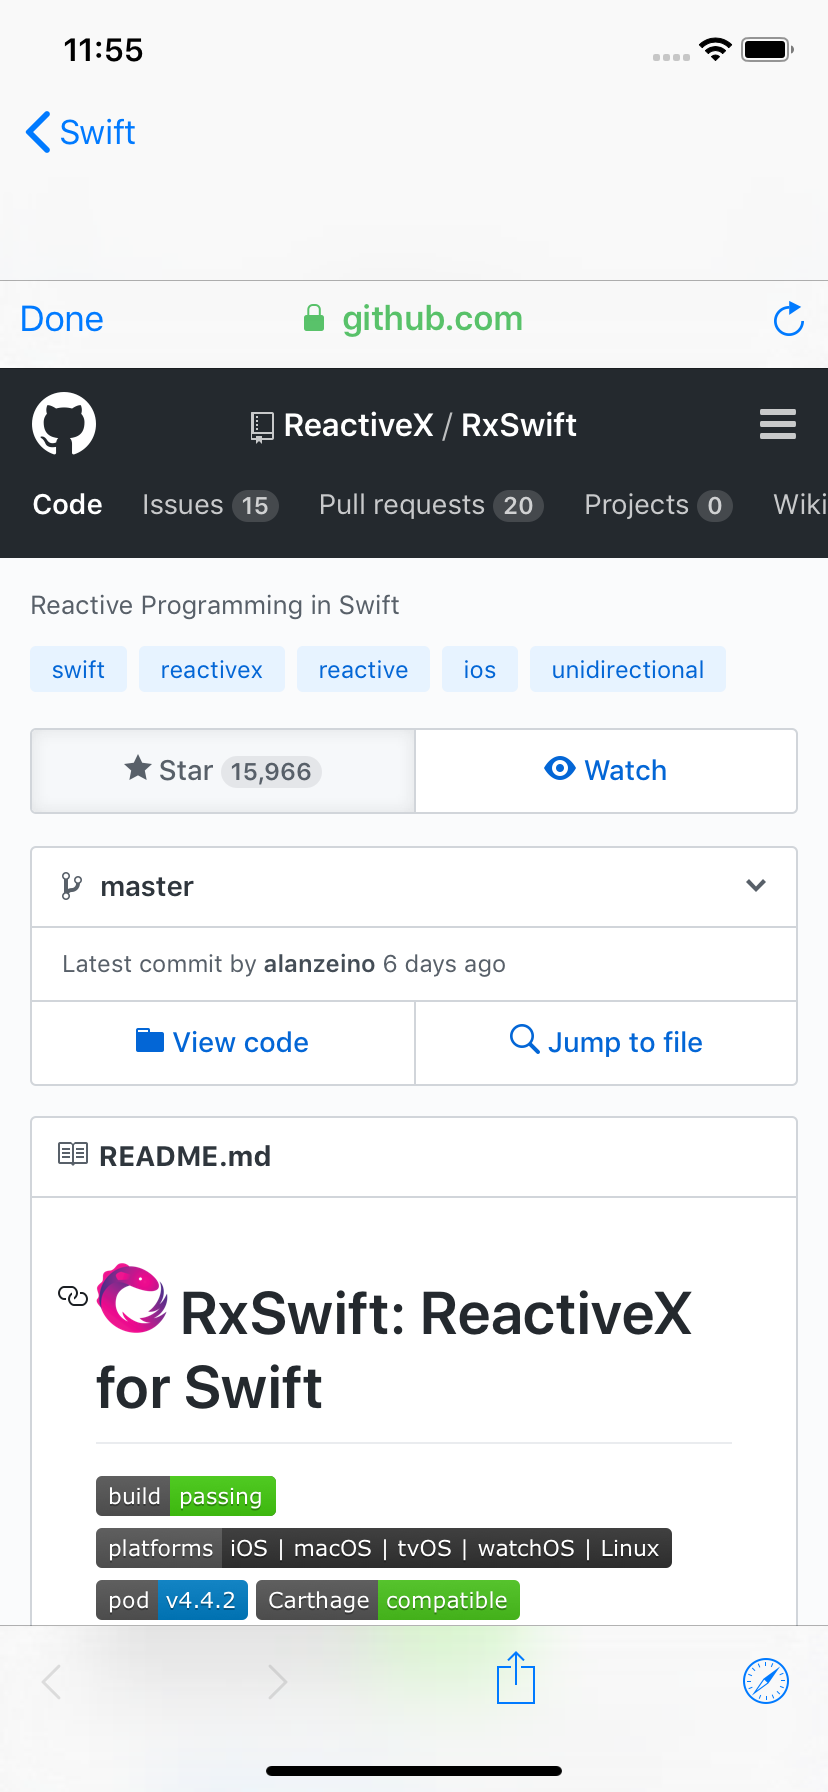 11:55
Swift
Done github.com
ReactiveX / RxSwift
Code Issues 15 Pull requests 20 Projects 0 Wiki
Reactive Programming in Swift
swift reactivex reactive ios unidirectional
Star 15,966 Watch
master
Latest commit by alanzeino 6 days ago
View code Jump to file
README.md
RxSwift: ReactiveX
for Swift
build passing
platforms iOS | macOS | tvOS | watchOS | Linux
pod v4.4.2 Carthage compatible